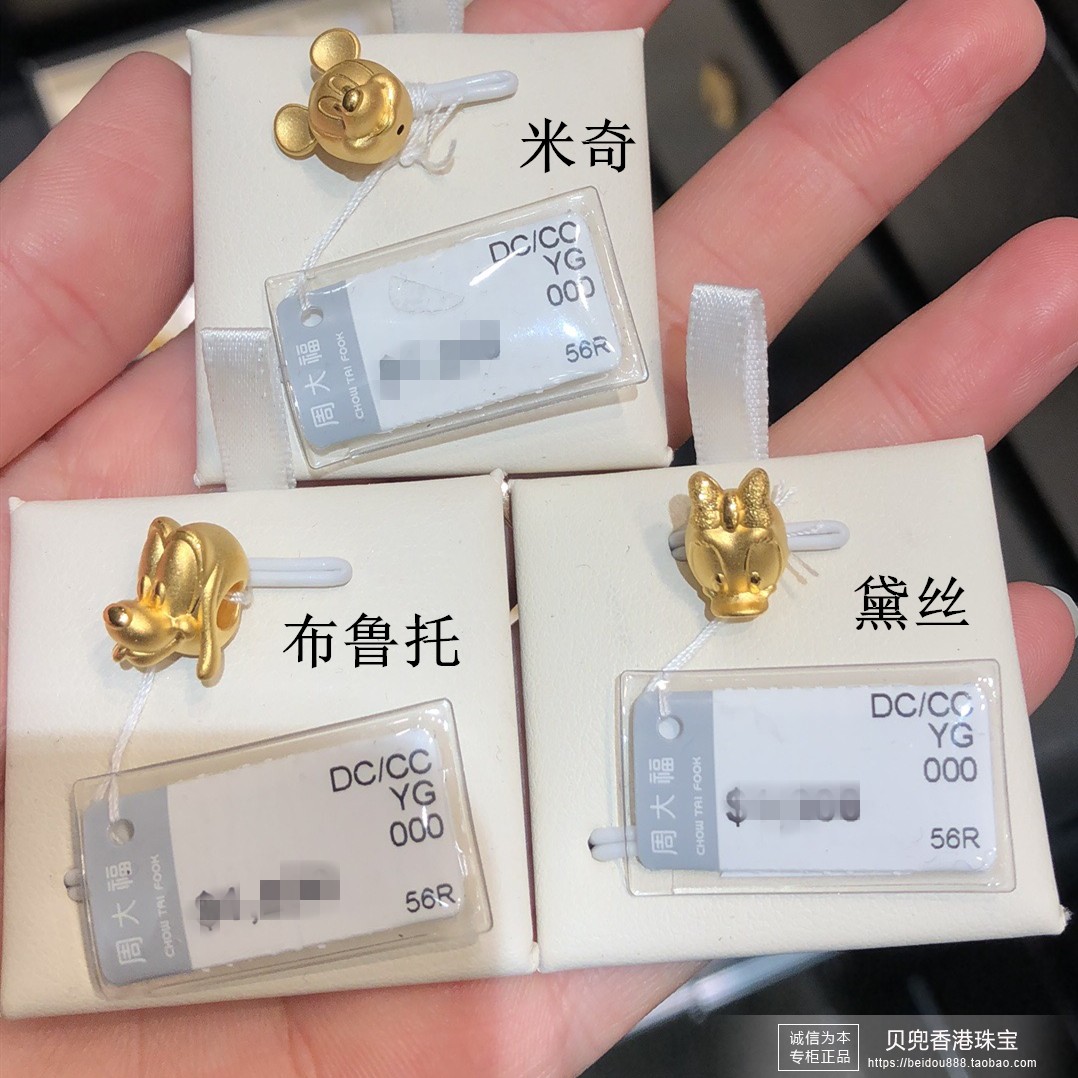 米奇
DC/CC
YG
000
56R
周大福
CHOW TAI FOOK
布鲁托
DC/CC
YG
000
56R
周大福
CHOW TAI FOOK
黛丝
DC/CC
YG
000
56R
周大福
CHOW TAI FOOK
诚信为本
专柜正品
贝兜香港珠宝
https://beidou888.taobao.com